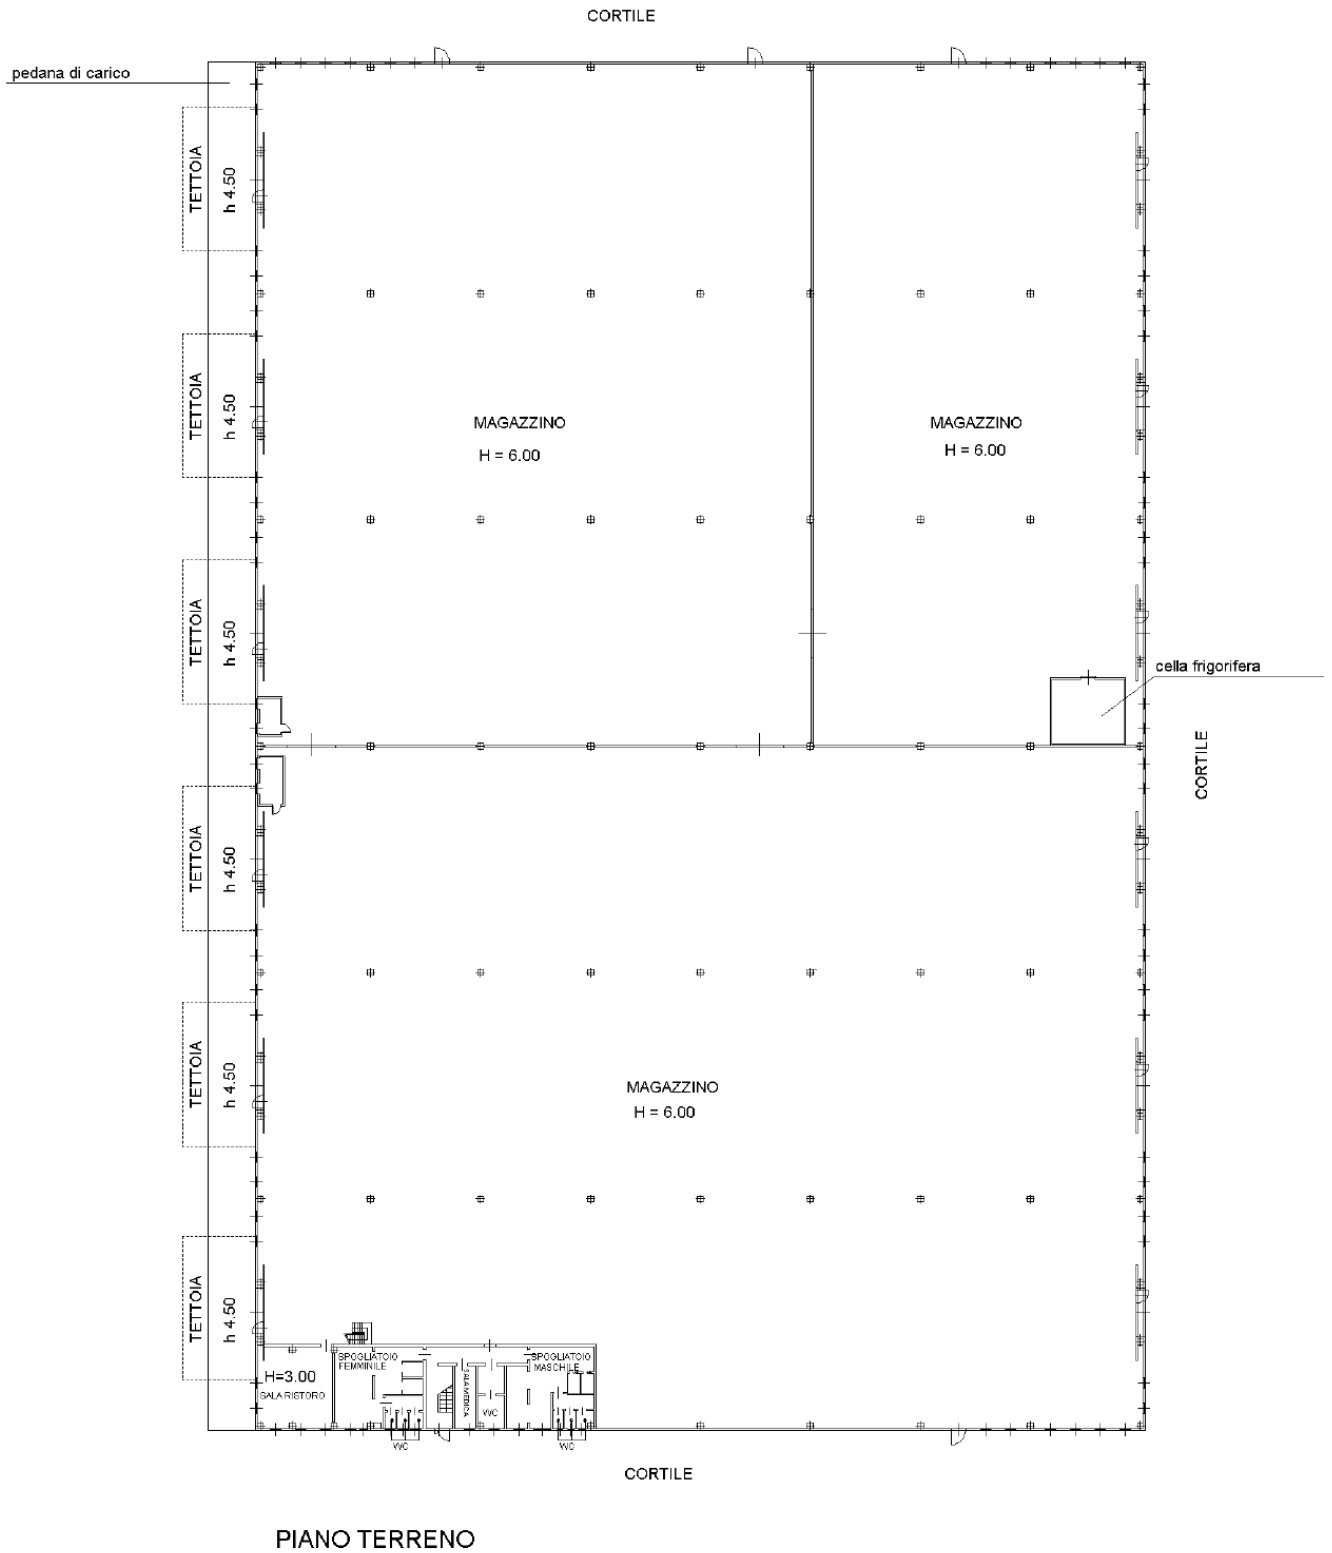 CORTILE
pedana di carico
TETTOIA
h 4.50
TETTOIA
h 4.50
MAGAZZINO
H = 6.00
MAGAZZINO
H = 6.00
TETTOIA
h 4.50
cella frigorifera
CORTILE
TETTOIA
h 4.50
TETTOIA
h 4.50
MAGAZZINO
H = 6.00
TETTOIA
h 4.50
SPOGLIATOIO
FEMMINILE
SPOGLIATOIO
MASCHILE
H=3.00
SALA RISTORO
SALA MEDICA
WC
WC
WC
CORTILE
PIANO TERRENO